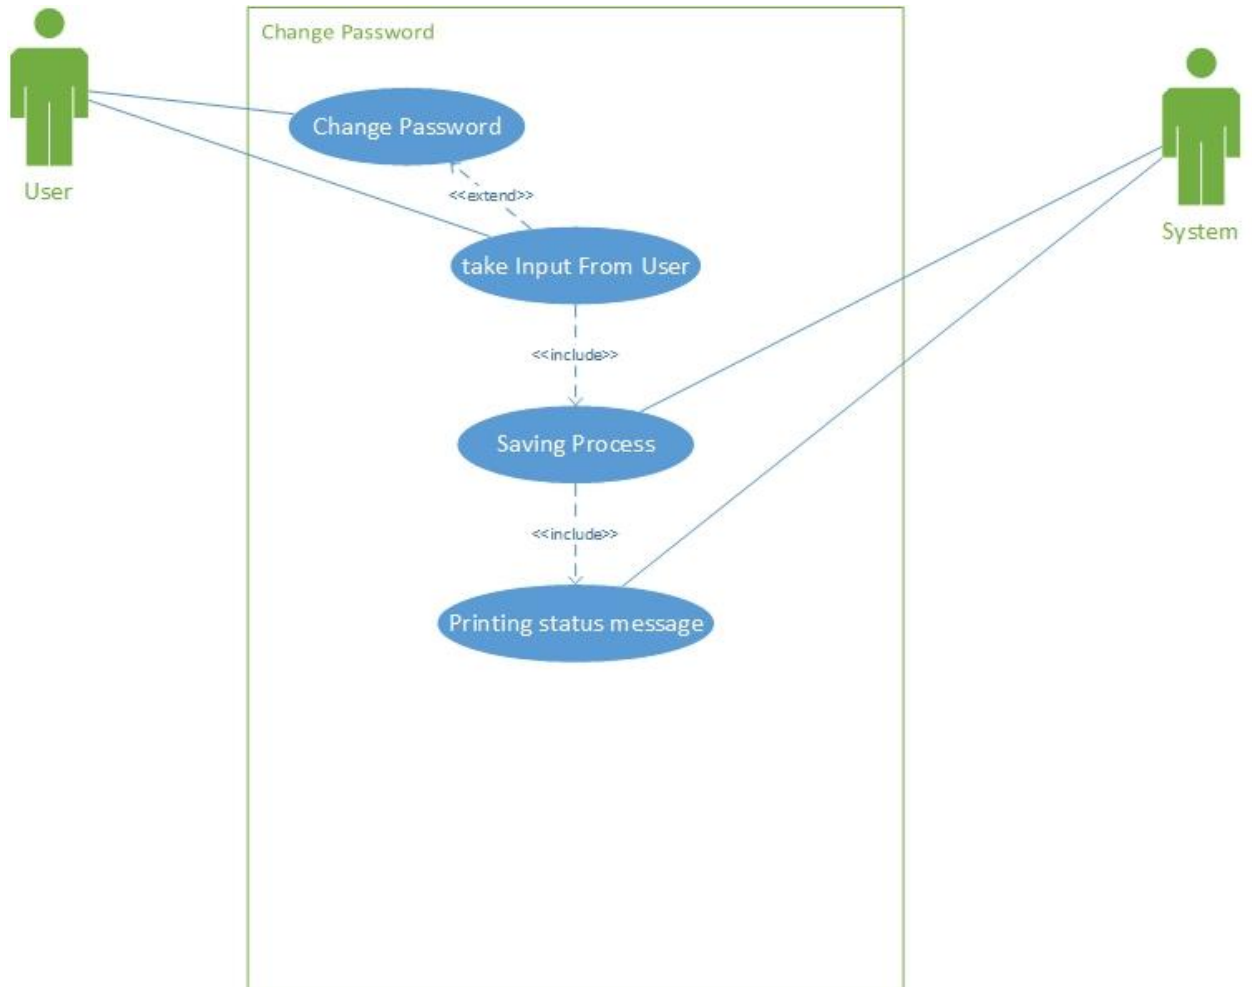 Change Password
Change Password
User
<<extend>>
System
take Input From User
<<include>>
Saving Process
<<include>>
Printing status message